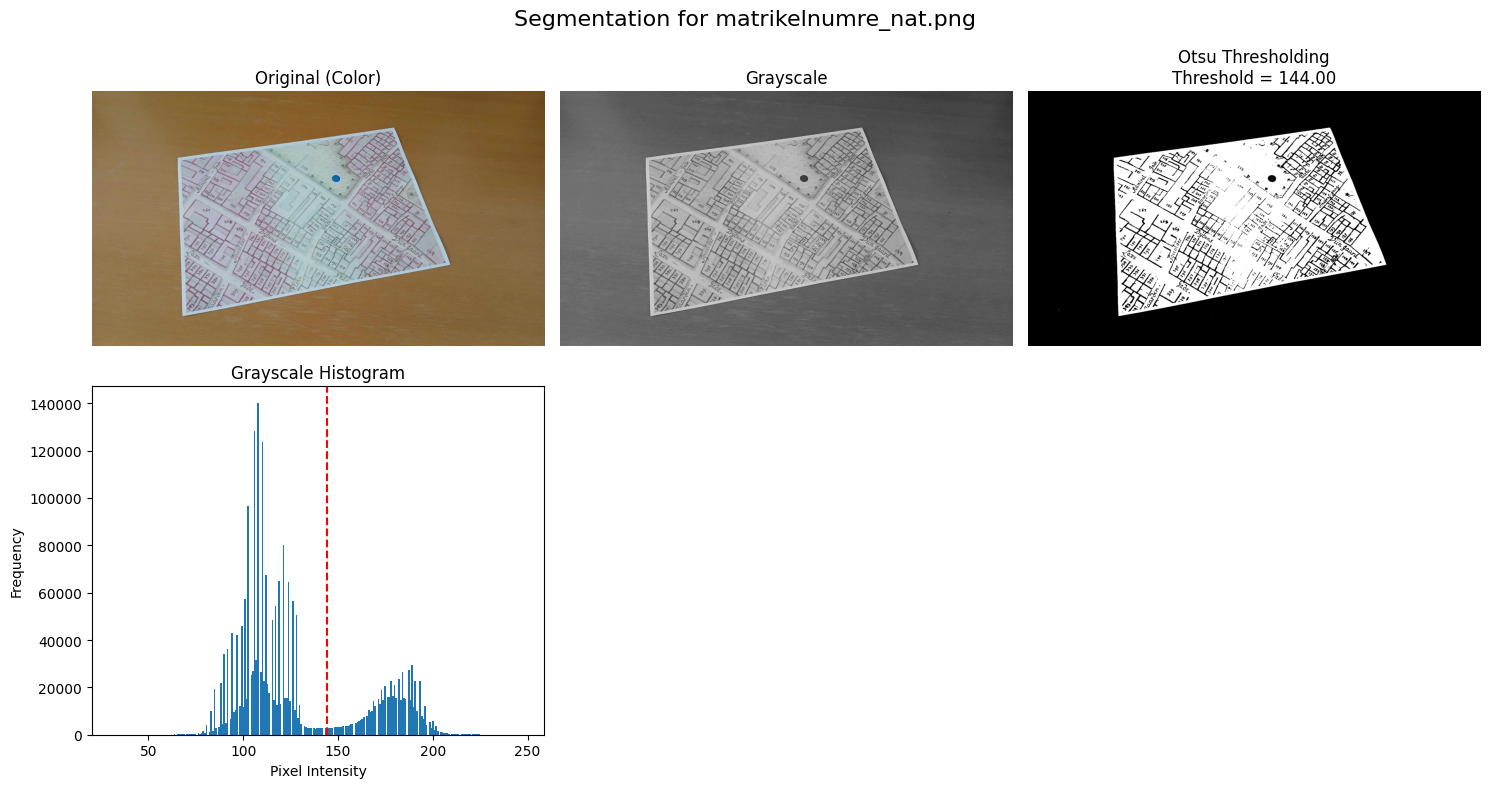 Segmentation for matrikelnumre_nat.png
Original (Color)
Grayscale
Otsu Thresholding
Threshold = 144.00
Grayscale Histogram
Frequency
140000
120000
100000
80000
60000
40000
20000
0
50
100
150
200
250
Pixel Intensity